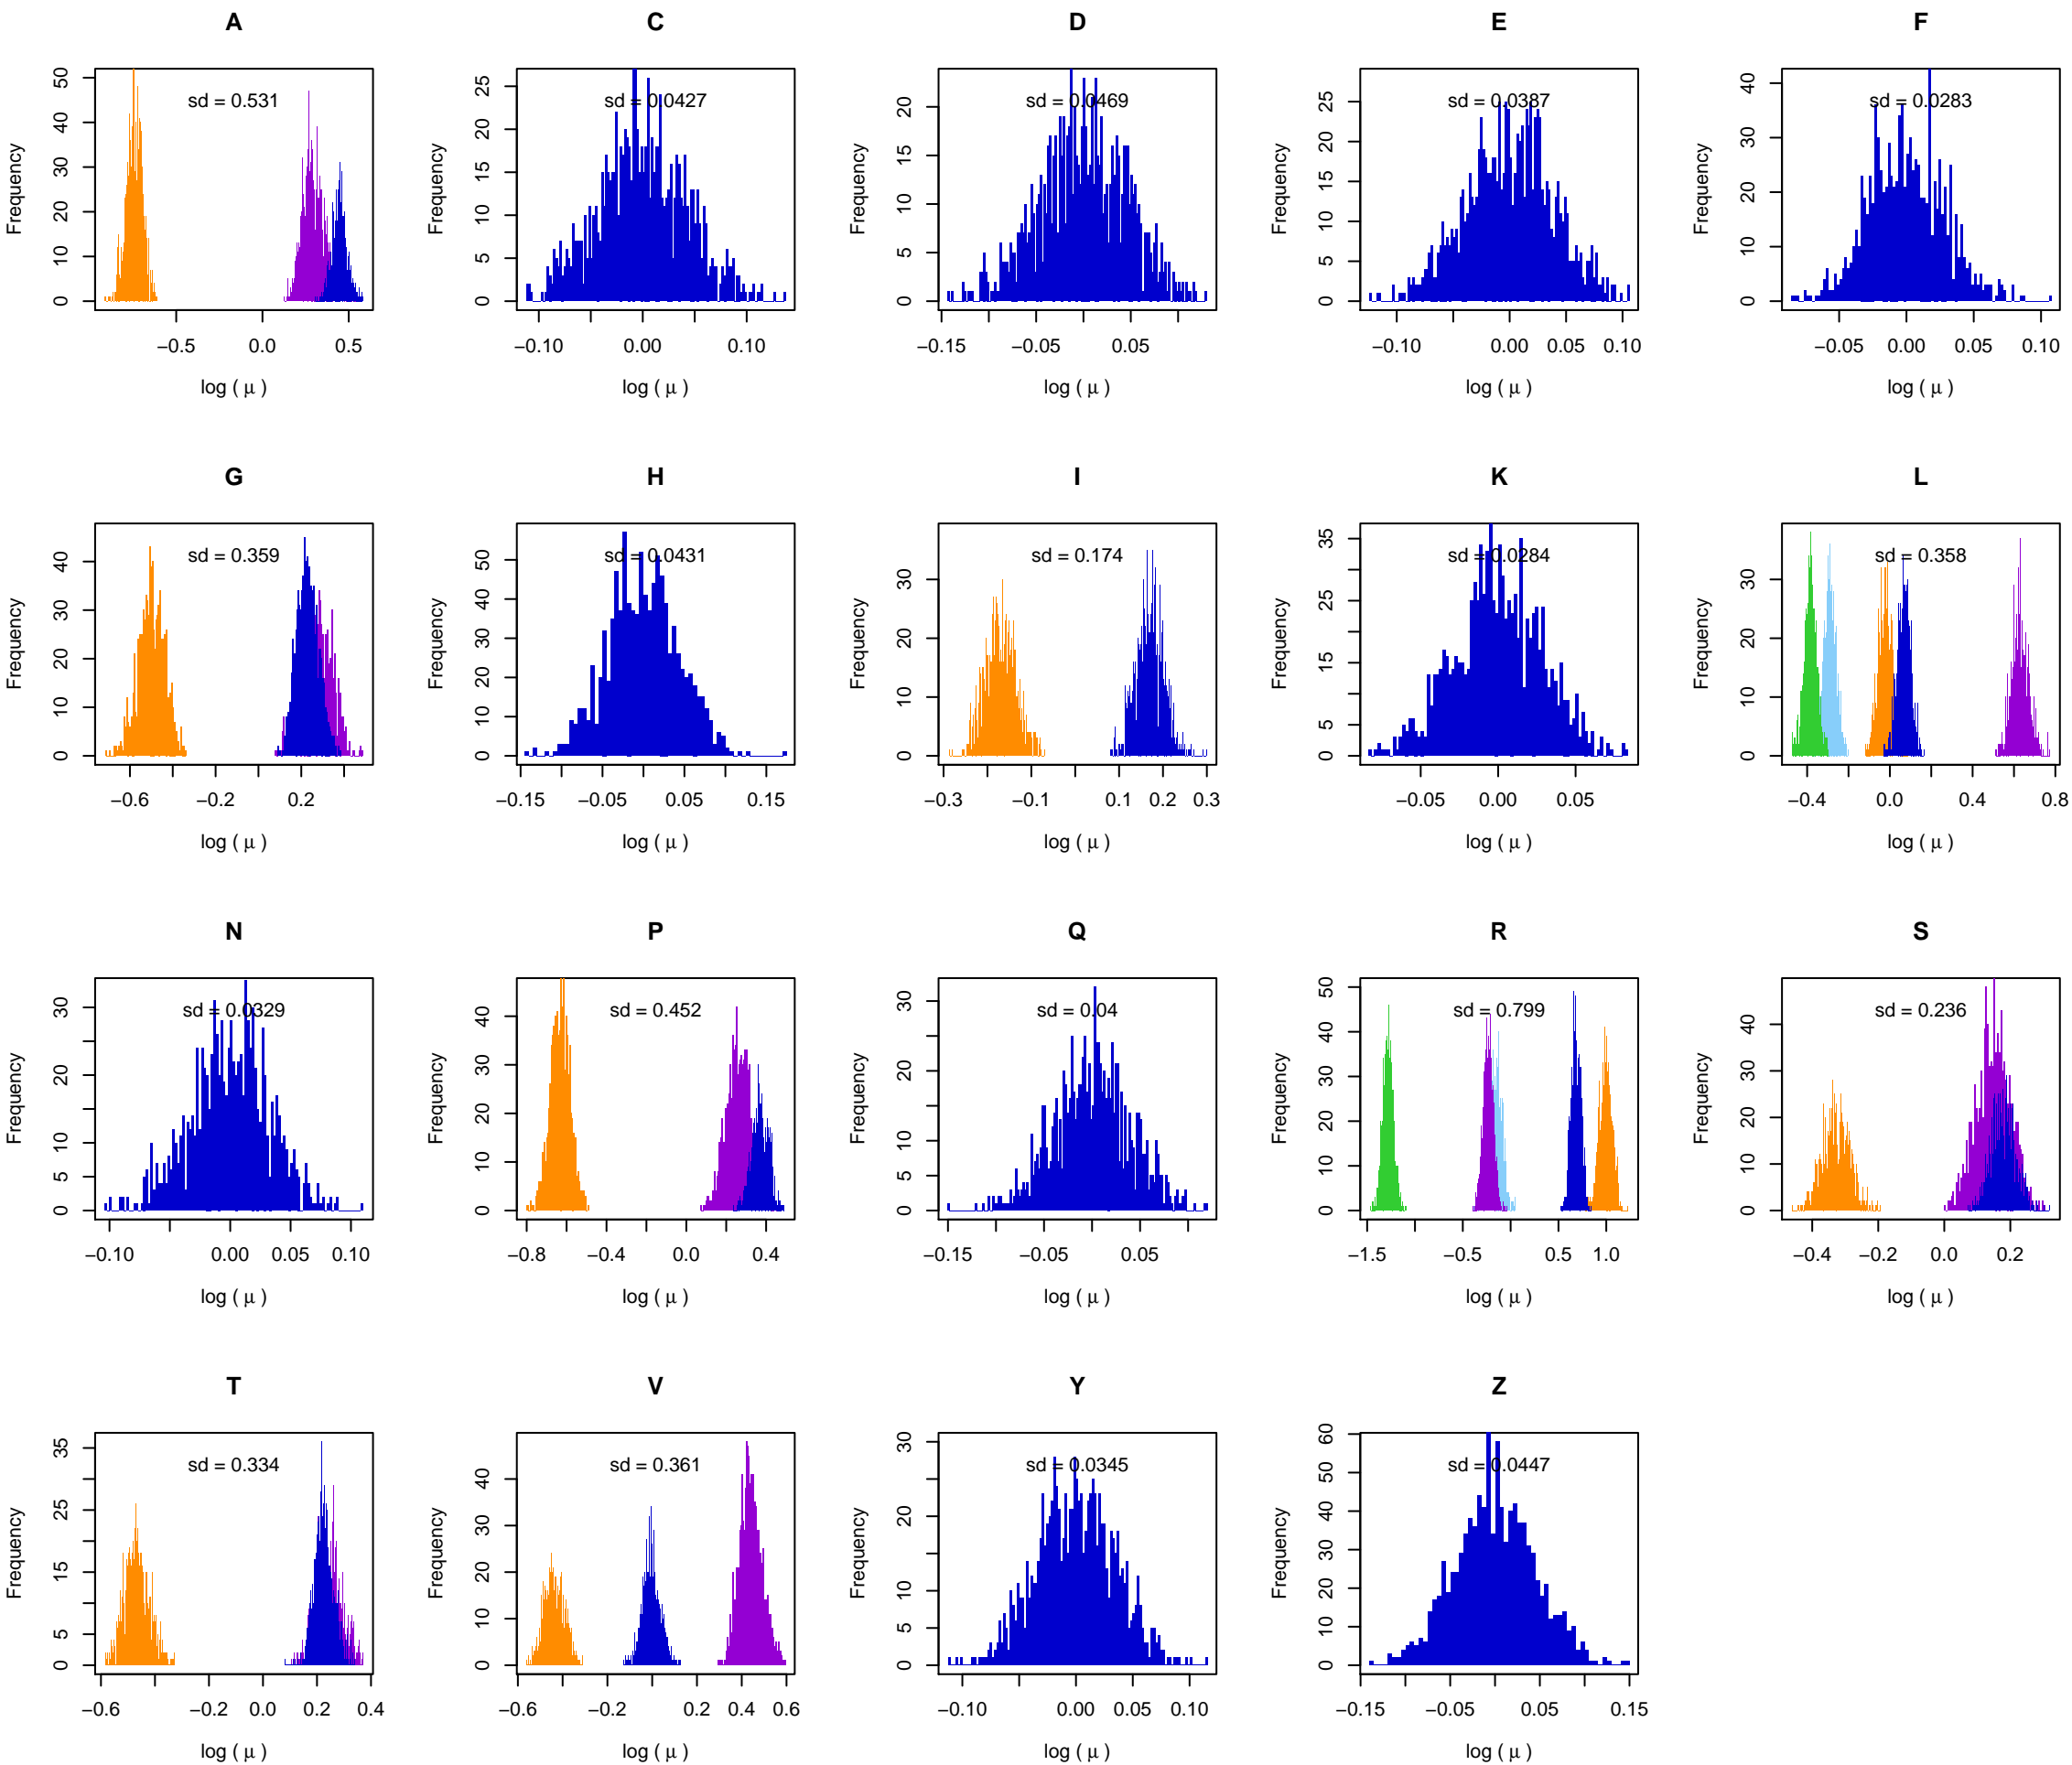 A
C
D
E
F
Frequency
0 10 20 30 40 50
sd = 0.531
−0.5 0.0 0.5
log ( μ )
Frequency
0 5 10 15 20 25
sd = 0.0427
−0.10 0.00 0.10
log ( μ )
Frequency
0 5 10 15 20
sd = 0.0469
−0.15 −0.05 0.05
log ( μ )
Frequency
0 5 10 15 20 25
sd = 0.0387
−0.10 0.00 0.05 0.10
log ( μ )
Frequency
0 10 20 30 40
sd = 0.0283
−0.05 0.00 0.05 0.10
log ( μ )
G
H
I
K
L
Frequency
0 10 20 30 40
sd = 0.359
−0.6 −0.2 0.2
log ( μ )
Frequency
0 10 20 30 40 50
sd = 0.0431
−0.15 −0.05 0.05 0.15
log ( μ )
Frequency
0 10 20 30
sd = 0.174
−0.3 −0.1 0.1 0.2 0.3
log ( μ )
Frequency
0 5 15 25 35
sd = 0.0284
−0.05 0.00 0.05
log ( μ )
Frequency
0 10 20 30
sd = 0.358
−0.4 0.0 0.4 0.8
log ( μ )
N
P
Q
R
S
Frequency
0 5 10 20 30
sd = 0.0329
−0.10 0.00 0.05 0.10
log ( μ )
Frequency
0 10 20 30 40
sd = 0.452
−0.8 −0.4 0.0 0.4
log ( μ )
Frequency
0 5 10 20 30
sd = 0.04
−0.15 −0.05 0.05
log ( μ )
Frequency
0 10 20 30 40 50
sd = 0.799
−1.5 −0.5 0.5 1.0
log ( μ )
Frequency
0 10 20 30 40
sd = 0.236
−0.4 −0.2 0.0 0.2
log ( μ )
T
V
Y
Z
Frequency
0 5 15 25 35
sd = 0.334
−0.6 −0.2 0.0 0.2 0.4
log ( μ )
Frequency
0 10 20 30 40
sd = 0.361
−0.6 −0.2 0.2 0.4 0.6
log ( μ )
Frequency
0 5 10 20 30
sd = 0.0345
−0.10 0.00 0.05 0.10
log ( μ )
Frequency
0 10 20 30 40 50 60
sd = 0.0447
−0.15 −0.05 0.05 0.15
log ( μ )